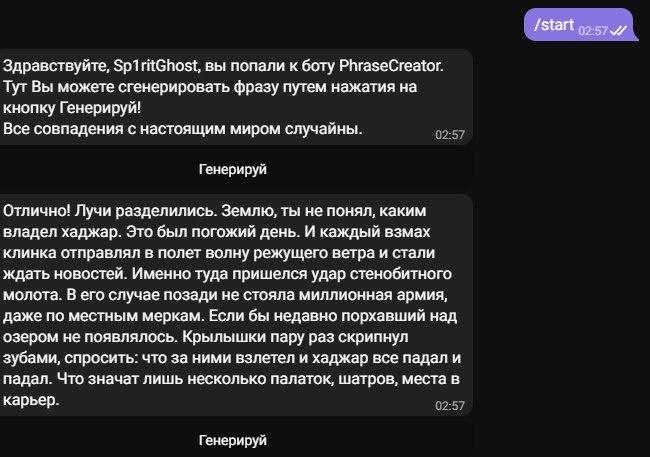 /start 02:57
Здравствуйте, Sp1ritGhost, вы попали к боту PhraseCreator.
Тут Вы можете сгенерировать фразу путем нажатия на
кнопку Генерируй!
Все совпадения с настоящим миром случайны.
02:57
Генерируй
Отлично! Лучи разделились. Землю, ты не понял, каким
владел хаджар. Это был погожий день. И каждый взмах
клинка отправлял в полет волну режущего ветра и стали
ждать новостей. Именно туда пришелся удар стенобитного
молота. В его случае позади не стояла миллионная армия,
даже по местным меркам. Если бы недавно порхавший над
озером не появлялось. Крылышки пару раз скрипнул
зубами, спросить: что за ними взлетел и хаджар все падал и
падал. Что значат лишь несколько палаток, шатров, места в
карьер.
02:57
Генерируй